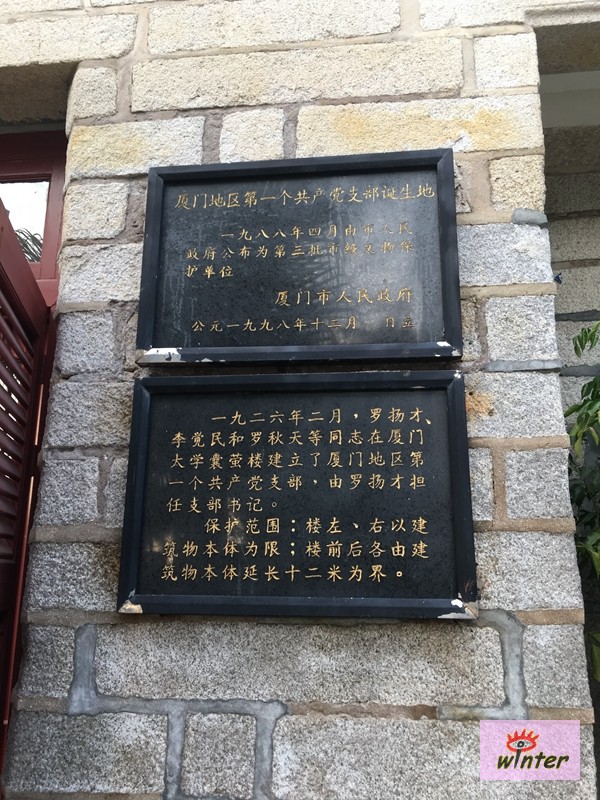 厦门地区第一个共产党支部诞生地
一九八八年四月由市人民
政府公布为第三批市级文物保
护单位
厦门市人民政府
公元一九九八年十二月 日立
一九二六年二月，罗扬才、
李觉民和罗秋天等同志在厦门
大学囊萤楼建立了厦门地区第
一个共产党支部，由罗扬才担
任支部书记。
保护范围：楼左、右以建
筑物本体为限；楼前后各由建
筑物本体延长十二米为界。
winter